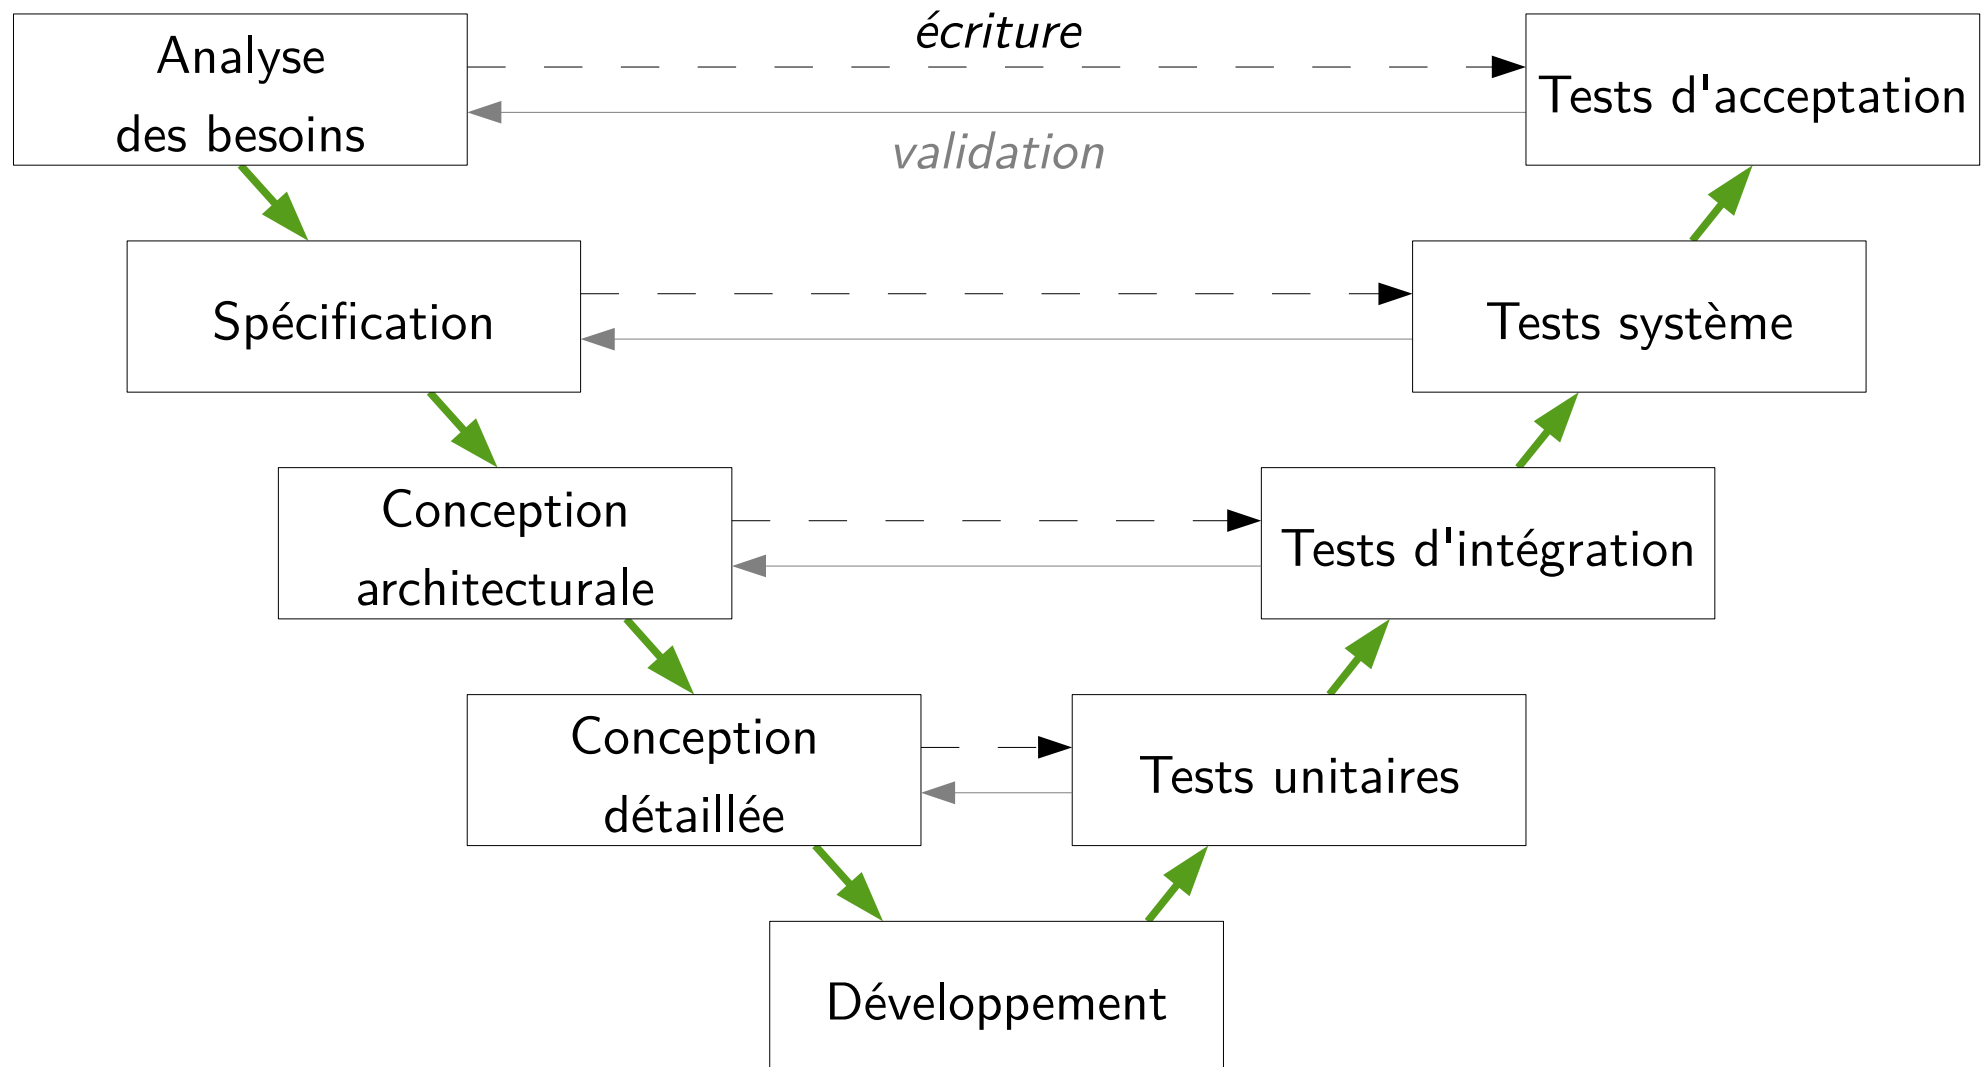 Analyse
des besoins
écriture
validation
Tests d'acceptation
Spécification
Tests système
Conception
architecturale
Tests d'intégration
Conception
détaillée
Tests unitaires
Développement